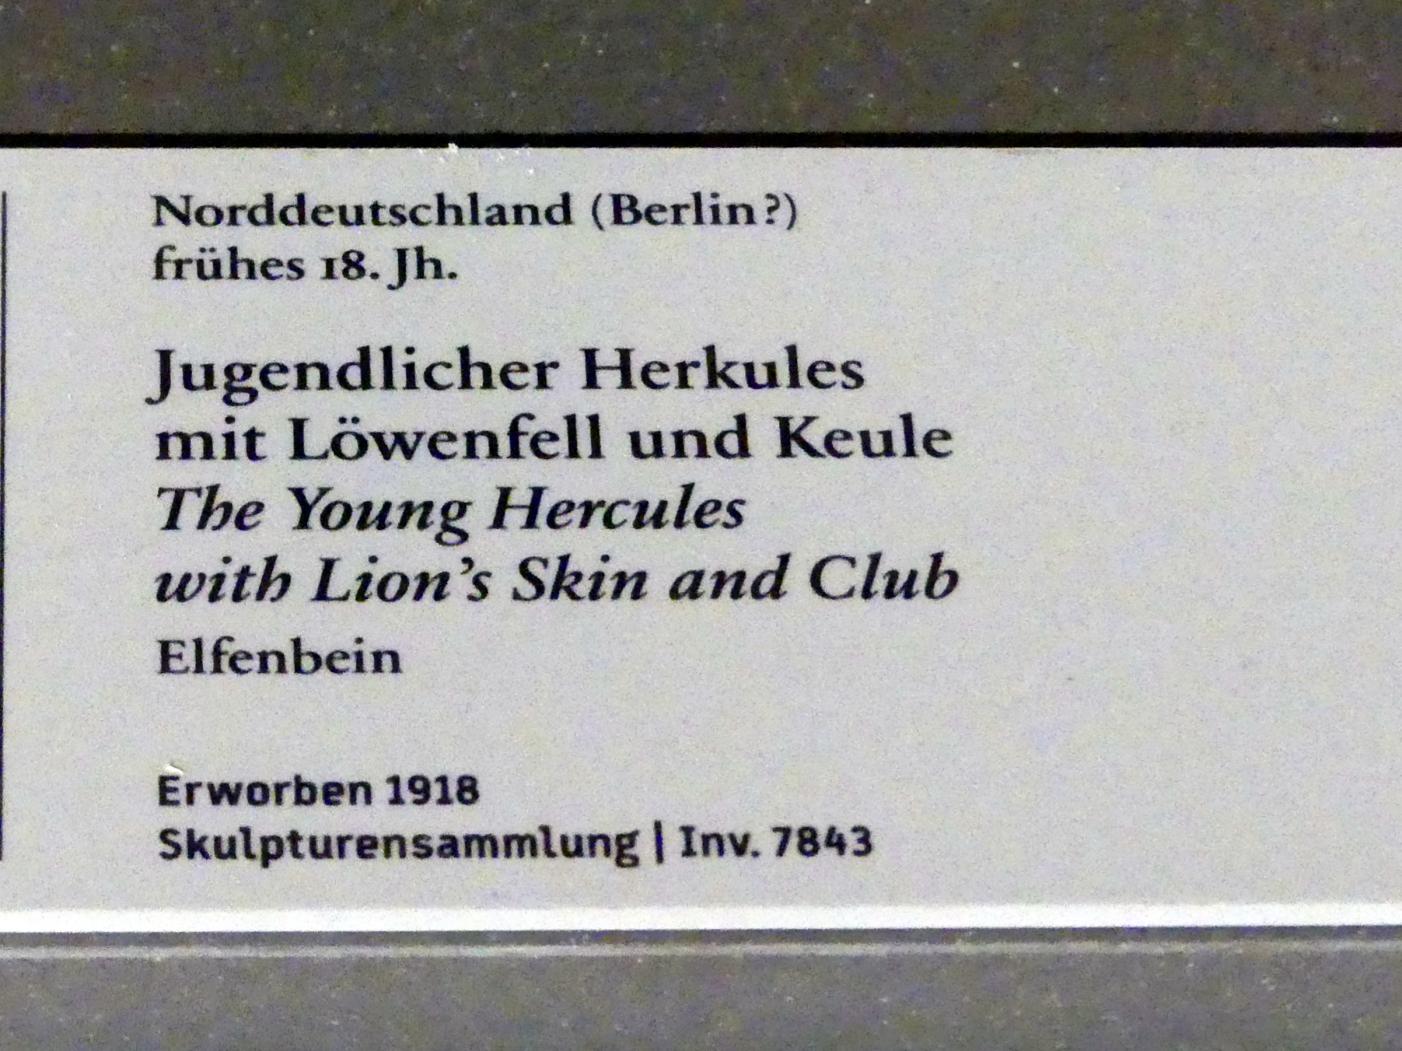 Norddeutschland (Berlin?)
frühes 18. Jh.
Jugendlicher Herkules
mit Löwenfell und Keule
The Young Hercules
with Lion's Skin and Club
Elfenbein
Erworben 1918
Skulpturensammlung | Inv. 7843